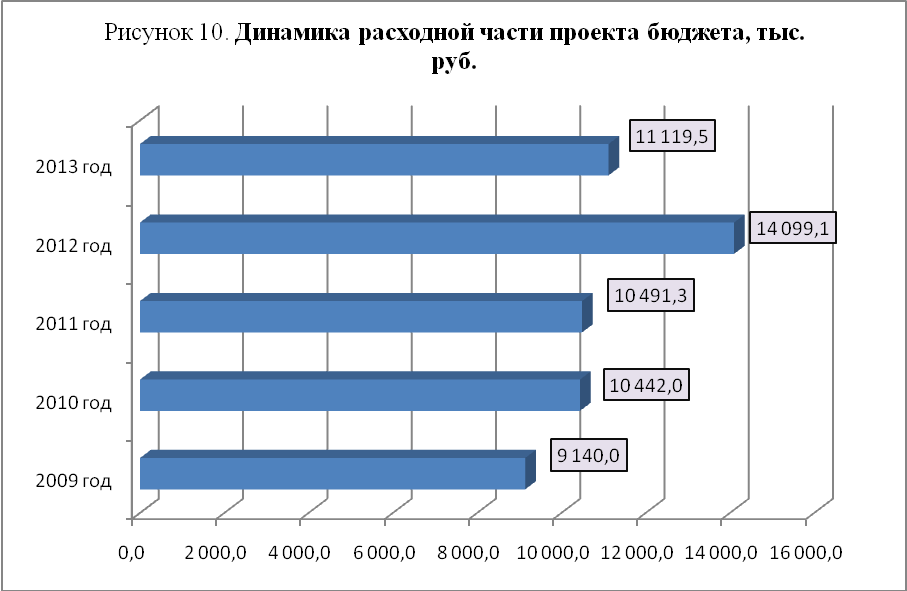 Рисунок 10. Динамика расходной части проекта бюджета, тыс.
руб.
2013 год
11 119,5
2012 год
14 099,1
2011 год
10 491,3
2010 год
10 442,0
2009 год
9 140,0
0,0 2 000,0 4 000,0 6 000,0 8 000,0 10 000,0 12 000,0 14 000,0 16 000,0